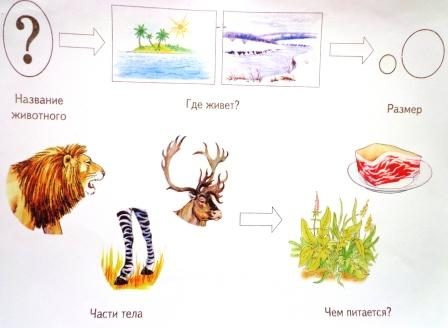 ?
Название
животного
Где живет?
Размер
Части тела
Чем питается?